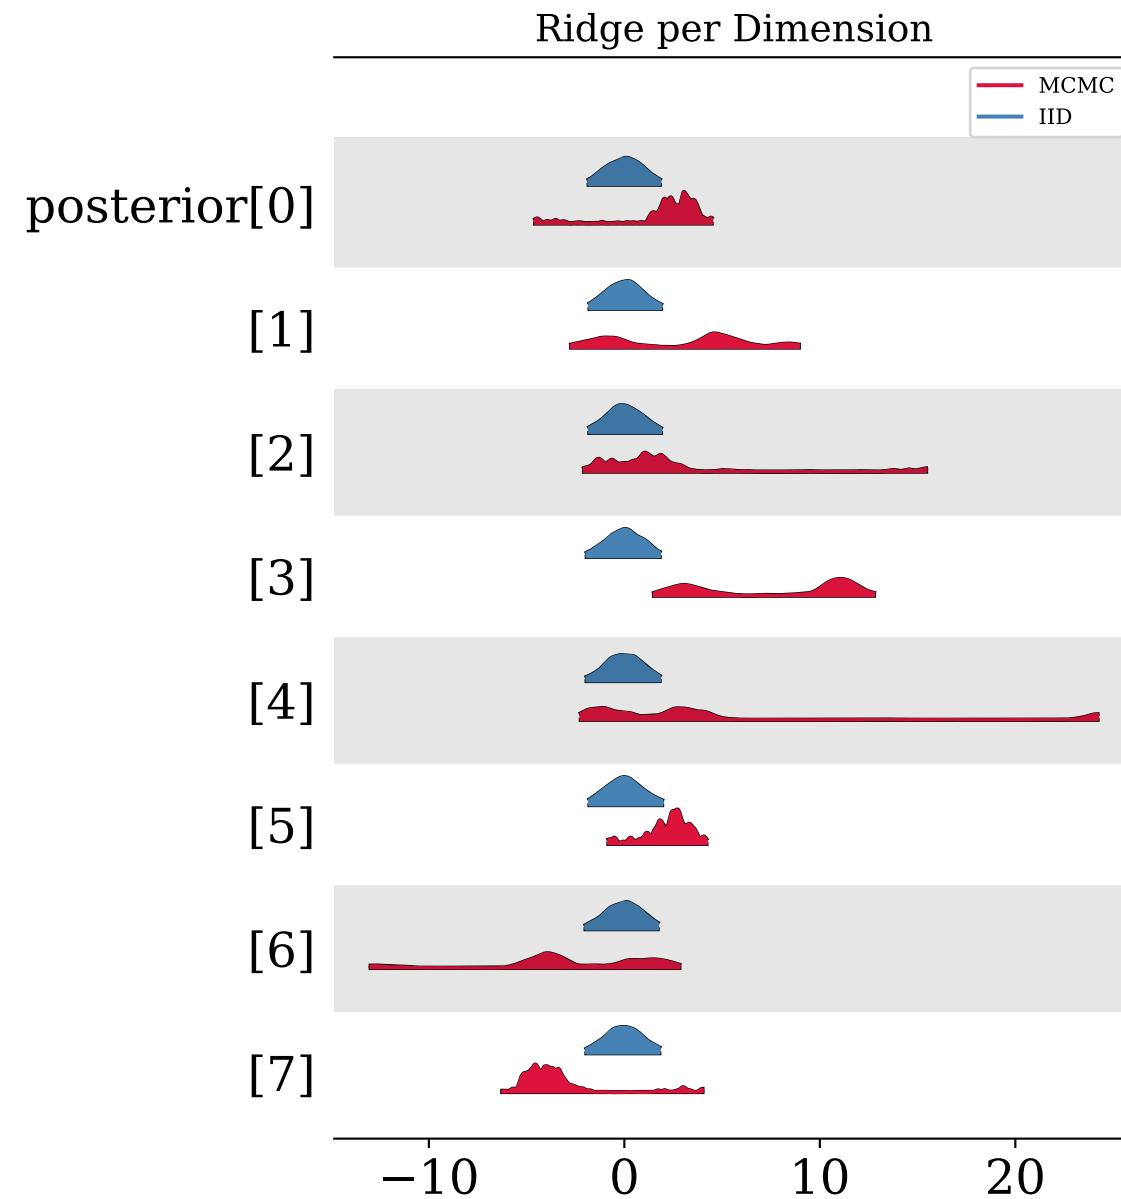 Ridge per Dimension
MCMC
IID
posterior[0]
[1]
[2]
[3]
[4]
[5]
[6]
[7]
−10 0 10 20